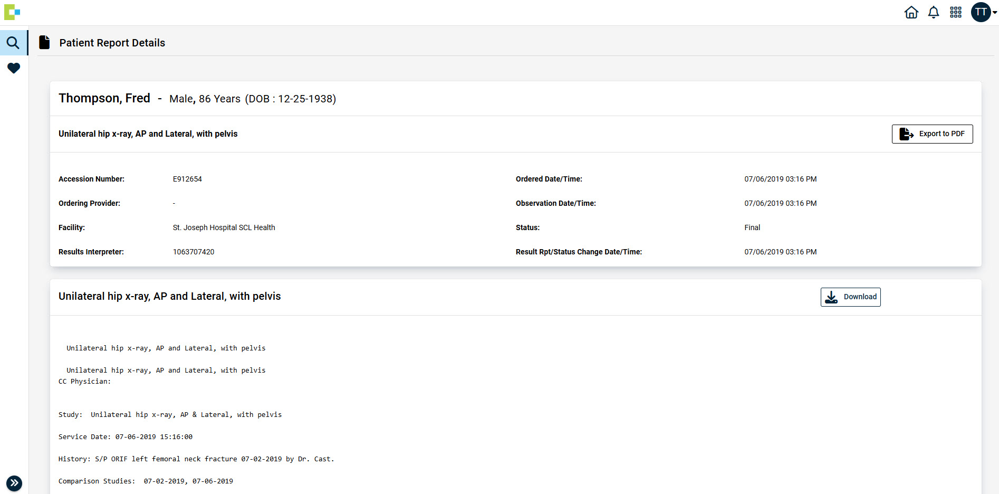 TT
Patient Report Details
Thompson, Fred - Male, 86 Years (DOB : 12-25-1938)
Unilateral hip x-ray, AP and Lateral, with pelvis
Export to PDF
Accession Number: E912654 Ordered Date/Time: 07/06/2019 03:16 PM
Ordering Provider: - Observation Date/Time: 07/06/2019 03:16 PM
Facility: St. Joseph Hospital SCL Health Status: Final
Results Interpreter: 1063707420 Result Rpt/Status Change Date/Time: 07/06/2019 03:16 PM
Unilateral hip x-ray, AP and Lateral, with pelvis
Download
Unilateral hip x-ray, AP and Lateral, with pelvis
Unilateral hip x-ray, AP and Lateral, with pelvis
CC Physician:
Study: Unilateral hip x-ray, AP & Lateral, with pelvis
Service Date: 07-06-2019 15:16:00
History: S/P ORIF left femoral neck fracture 07-02-2019 by Dr. Cast.
Comparison Studies: 07-02-2019, 07-06-2019